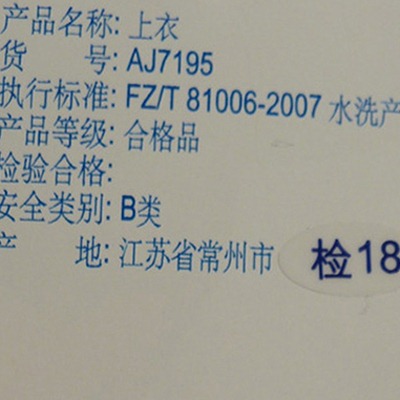 产品名称: 上衣
货 号: AJ7195
执行标准: FZ/T 81006-2007 水洗产
产品等级: 合格品
检验合格:
安全类别: B类
产 地: 江苏省常州市
检18